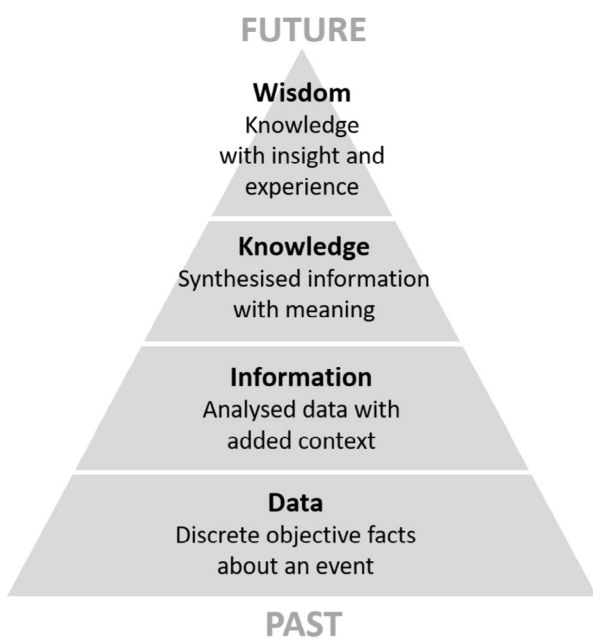 FUTURE
Wisdom
Knowledge
with insight and
experience
Knowledge
Synthesised information
with meaning
Information
Analysed data with
added context
Data
Discrete objective facts
about an event
PAST